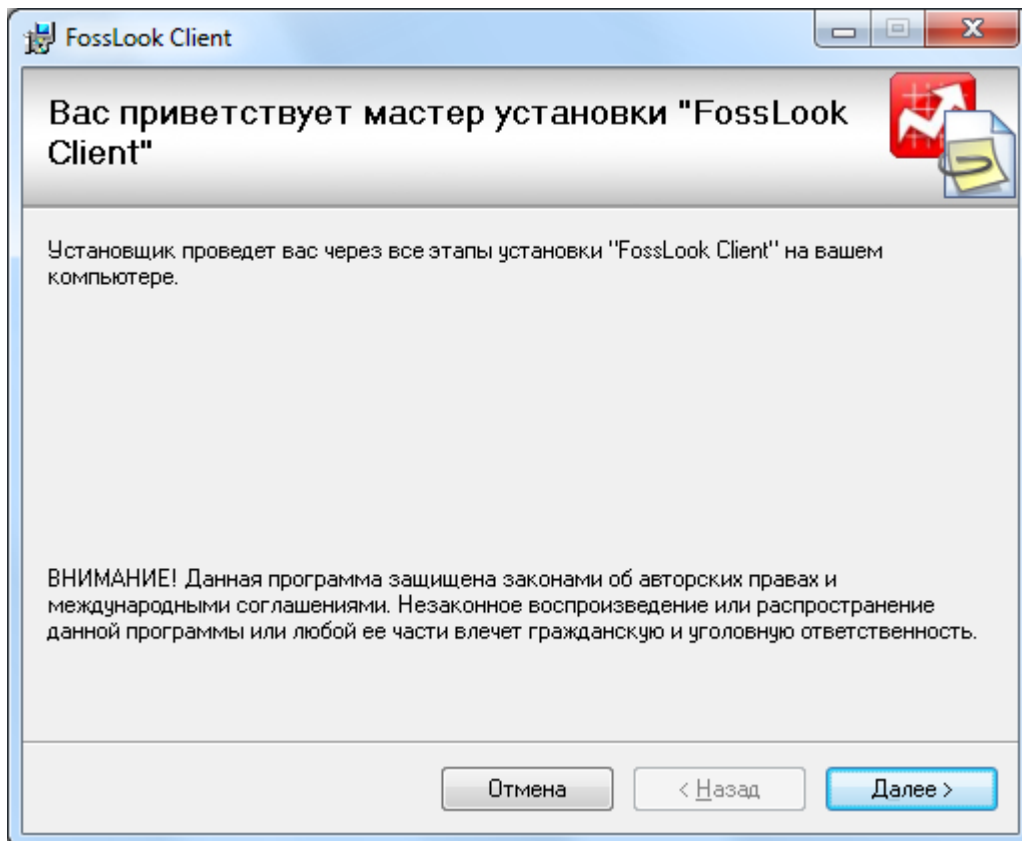 FossLook Client
Вас приветствует мастер установки "FossLook
Client"
Установщик проведет вас через все этапы установки "FossLook Client" на вашем
компьютере.
ВНИМАНИЕ! Данная программа защищена законами об авторских правах и
международными соглашениями. Незаконное воспроизведение или распространение
данной программы или любой ее части влечет гражданскую и уголовную ответственность.
Отмена
< Назад
Далее >